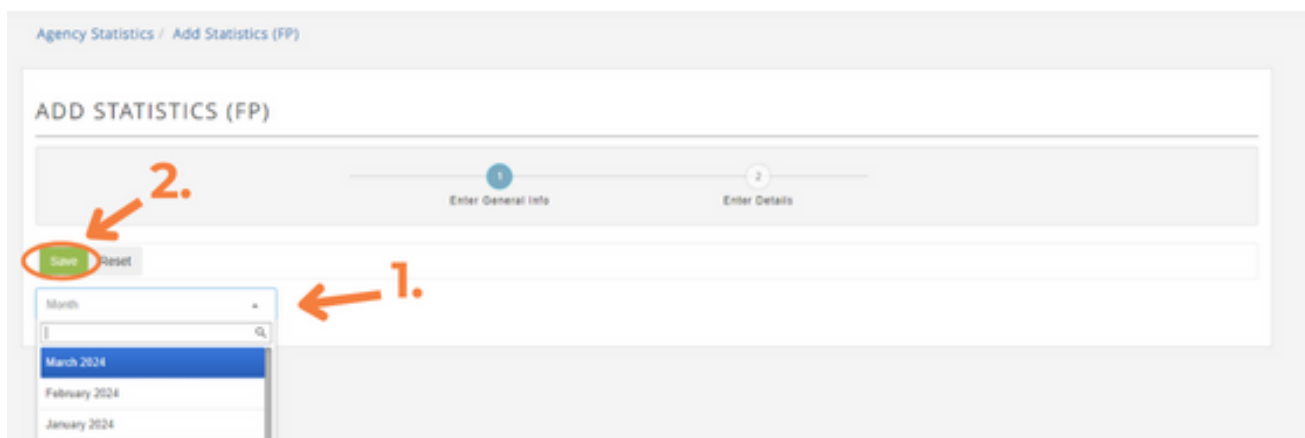 Agency Statistics / Add Statistics (FP)
ADD STATISTICS (FP)
2.
1
2
Enter General Info
Enter Details
Save
Reset
1.
Month
March 2024
February 2024
January 2024